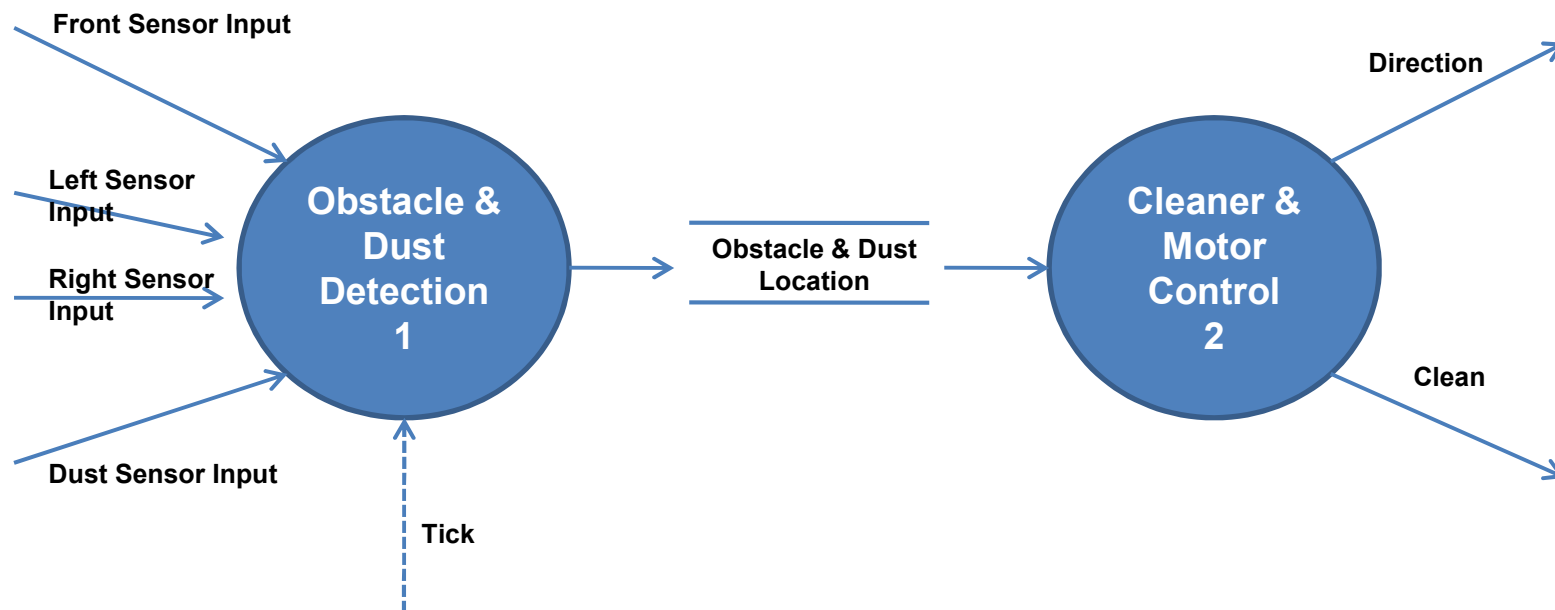 Front Sensor Input
Direction
Left Sensor
Input
Obstacle &
Dust
Detection
1
Cleaner &
Motor
Control
2
Obstacle & Dust
Location
Right Sensor
Input
Clean
Dust Sensor Input
Tick